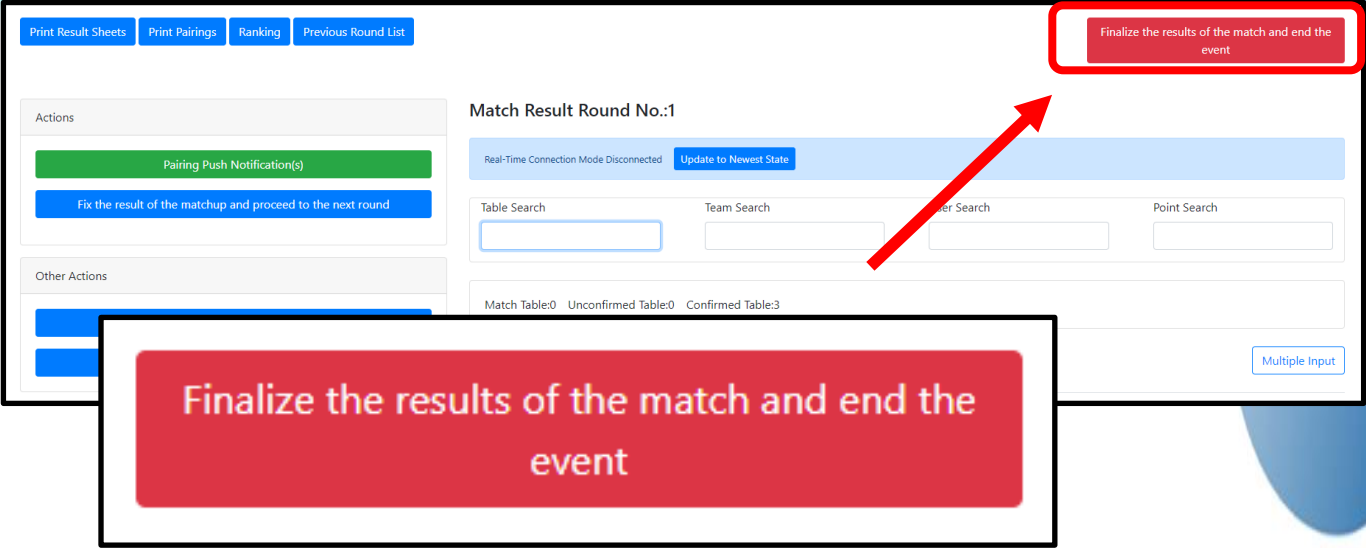 Print Result Sheets
Print Pairings
Ranking
Previous Round List
Finalize the results of the match and end the
event
Actions
Pairing Push Notification(s)
Fix the result of the matchup and proceed to the next round
Other Actions
Match Result Round No.:1
Real-Time Connection Mode Disconnected
Update to Newest State
Table Search
Team Search
Search
Point Search
Match Table:0 Unconfirmed Table:0 Confirmed Table:3
Multiple Input
Finalize the results of the match and end the
event